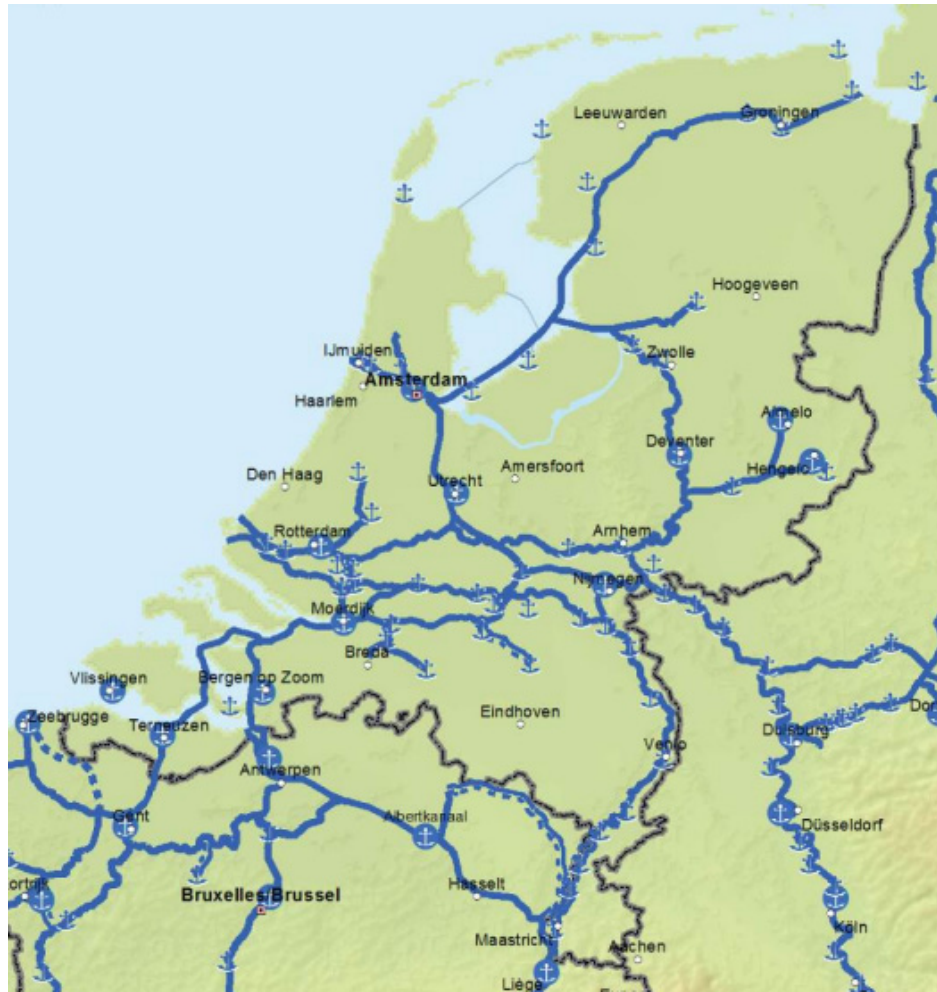 Leeuwarden
Groningen
Hoogeveen
IJmuiden
Zwolle
Amsterdam
Haarlem
Almelo
Deventer
Hengelo
Amersfoort
Den Haag
Utrecht
Rotterdam
Arnhem
Nijmegen
Moerdijk
Breda
Vlissingen
Bergen op Zoom
Zeebrugge
Terneuzen
Eindhoven
Duisburg
Dor
Venlo
Antwerpen
Gent
Albertkanaal
Düsseldorf
ortrijk
Bruxelles/Brussel
Hasselt
Köln
Maastricht
Aachen
Liège